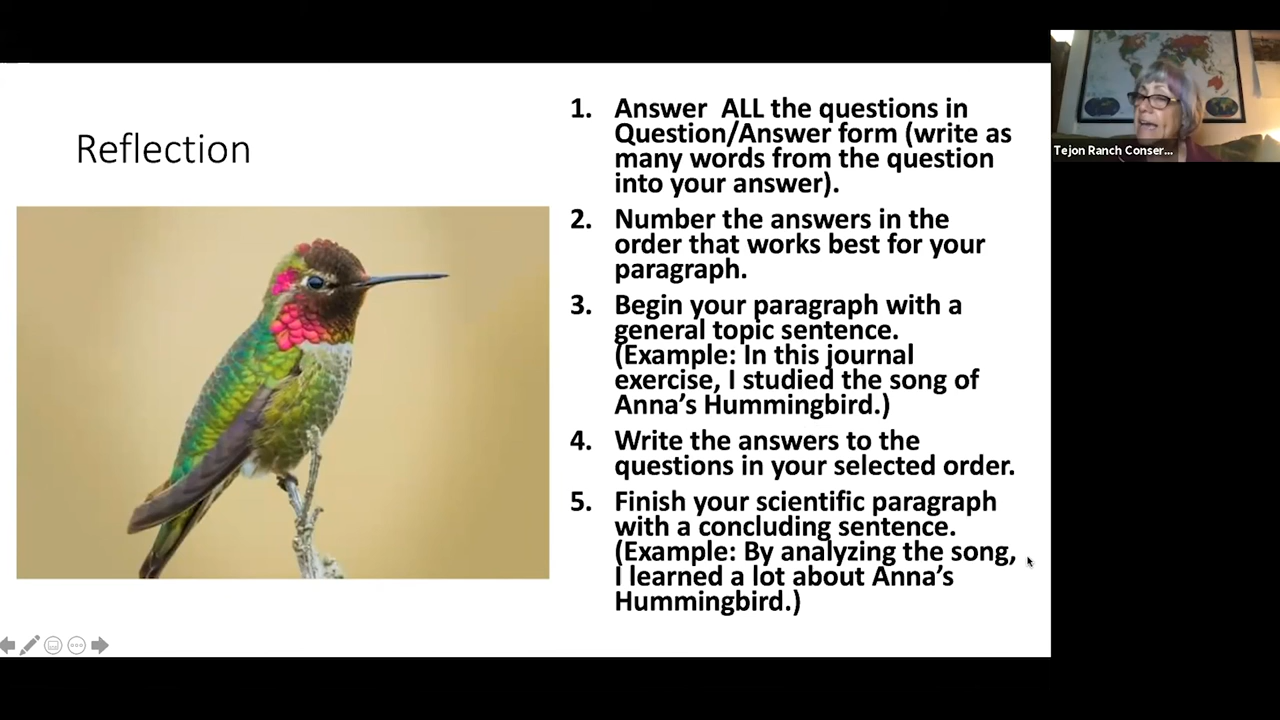 Reflection
1. Answer  ALL the questions in
Question/Answer form (write as
many words from the question
into your answer).
2. Number the answers in the
order that works best for your
paragraph.
3. Begin your paragraph with a
general topic sentence.
(Example: In this journal
exercise, I studied the song of
Anna’s Hummingbird.)
4. Write the answers to the
questions in your selected order.
5. Finish your scientific paragraph
with a concluding sentence.
(Example: By analyzing the song,
I learned a lot about Anna’s
Hummingbird.)
Tejon Ranch Conser...